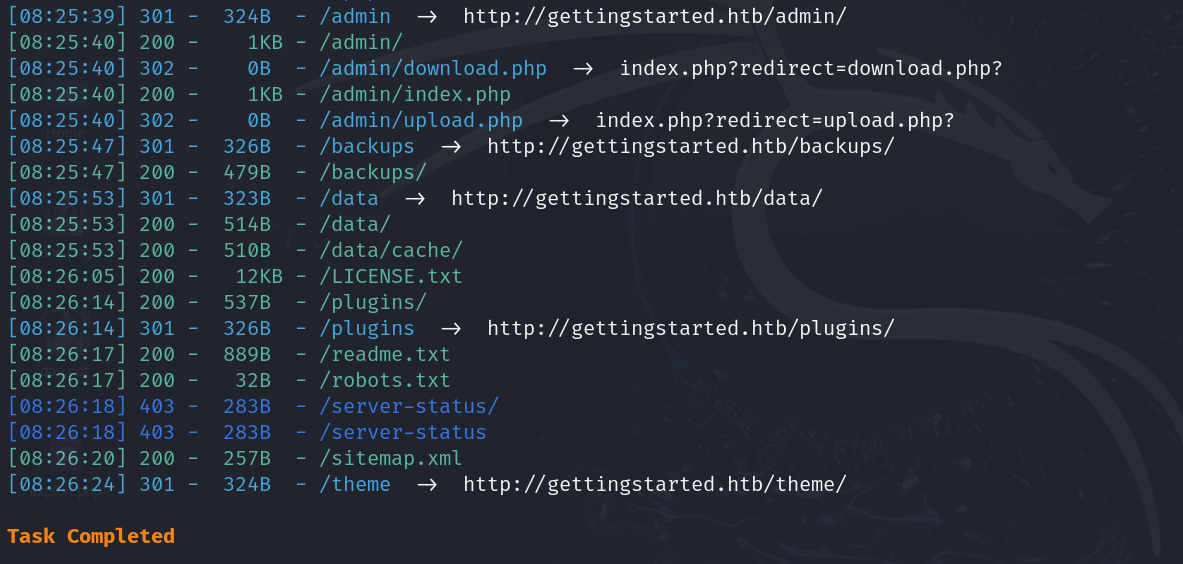 [08:25:39] 301 - 324B - /admin → http://gettingstarted.htb/admin/
[08:25:40] 200 - 1KB - /admin/
[08:25:40] 302 - 0B - /admin/download.php → index.php?redirect=download.php?
[08:25:40] 200 - 1KB - /admin/index.php
[08:25:40] 302 - 0B - /admin/upload.php → index.php?redirect=upload.php?
[08:25:47] 301 - 326B - /backups → http://gettingstarted.htb/backups/
[08:25:47] 200 - 479B - /backups/
[08:25:53] 301 - 323B - /data → http://gettingstarted.htb/data/
[08:25:53] 200 - 514B - /data/
[08:25:53] 200 - 510B - /data/cache/
[08:26:05] 200 - 12KB - /LICENSE.txt
[08:26:14] 200 - 537B - /plugins/
[08:26:14] 301 - 326B - /plugins → http://gettingstarted.htb/plugins/
[08:26:17] 200 - 889B - /readme.txt
[08:26:17] 200 - 32B - /robots.txt
[08:26:18] 403 - 283B - /server-status/
[08:26:18] 403 - 283B - /server-status
[08:26:20] 200 - 257B - /sitemap.xml
[08:26:24] 301 - 324B - /theme → http://gettingstarted.htb/theme/
Task Completed